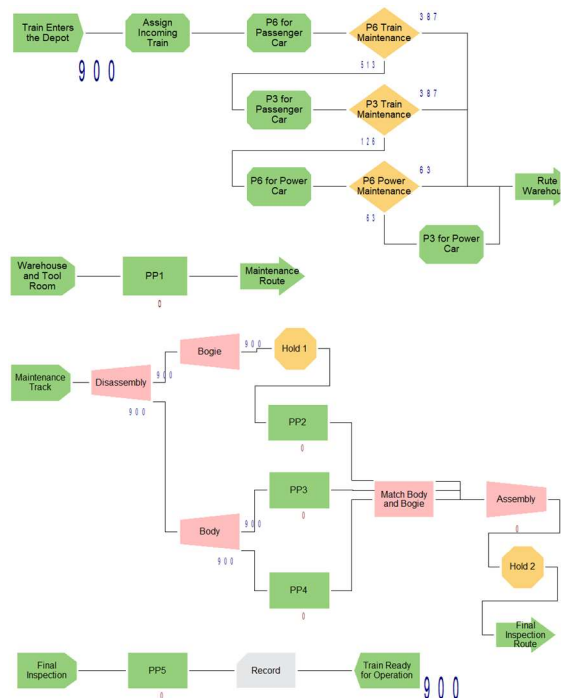 Train Enters
the Depot
900
Assign
Incoming
Train
P6 for
Passenger
Car
P6 Train
Maintenance
387
513
P3 for
Passenger
Car
P3 Train
Maintenance
387
126
P6 for Power
Car
P6 Power
Maintenance
63
63
P3 for Power
Car
Rute
Warehou
Warehouse
and Tool
Room
PP1
0
Maintenance
Route
Maintenance
Track
Disassembly
900
900
Bogie
900
Hold 1
PP2
0
Body
900
900
PP3
0
PP4
0
Match Body
and Bogie
Assembly
0
Hold 2
Final
Inspection
Route
Final
Inspection
PP5
0
Record
Train Ready
for Operation
900